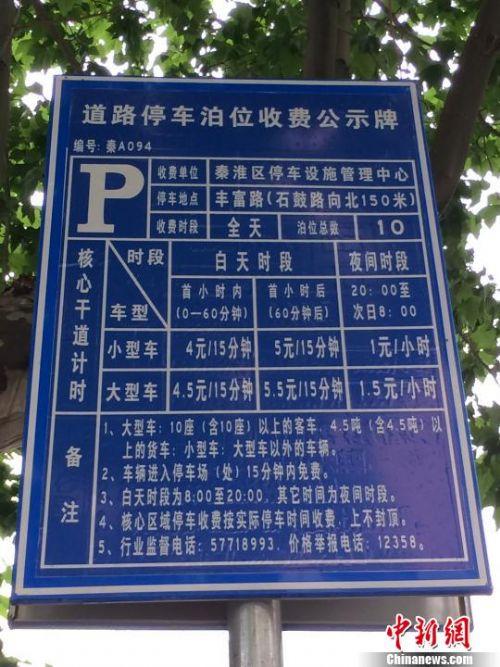 道路停车泊位收费公示牌
编号：秦A094
P
收费单位 秦淮区停车设施管理中心
停车地点 丰富路(石鼓路向北150米)
收费时段 全天 泊位总数 10
核心干道计时
时段 车型 白天时段 夜间时段
首小时内 (0—60分钟) 首小时后 (60分钟后) 20：00至 次日8：00
小型车 4元/15分钟 5元/15分钟 1元/小时
大型车 4.5元/15分钟 5.5元/15分钟 1.5元/小时
备注
1、大型车：10座（含10座）以上的客车，4.5吨（含4.5吨）以
上的货车；小型车：大型车以外的车辆。
2、车辆进入停车场（处）15分钟内免费。
3、白天时段为8:00至20:00，其它时间为夜间时段。
4、核心区域停车收费按实际停车时间收费，上不封顶。
5、行业监督电话：57718993，价格举报电话：12358。
中新网
Chinanews.com